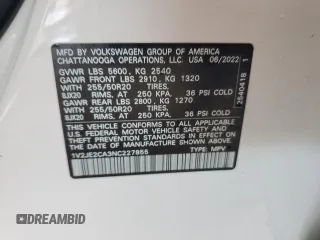 MFD. BY VOLKSWAGEN GROUP OF AMERICA
CHATTANOOGA OPERATIONS, LLC. USA 06/2022
GVWR LBS 5600, KG 2540
GAWR FRONT LBS 2910, KG 1320
WITH 255/50R20 TIRES,
8JX20 RIMS, AT 250 KPA, 36 PSI COLD
GAWR REAR LBS 2800, KG 1270
WITH 255/50R20 TIRES,
8JX20 RIMS, AT 250 KPA, 36 PSI COLD
THIS VEHICLE CONFORMS TO ALL APPLICABLE
FEDERAL MOTOR VEHICLE SAFETY STANDARDS
IN EFFECT ON THE DATE OF
MANUFACTURE SHOWN ABOVE.
1V2JE2CA3NC227855 TYPE: MPV
2640418 1
DREAMBID